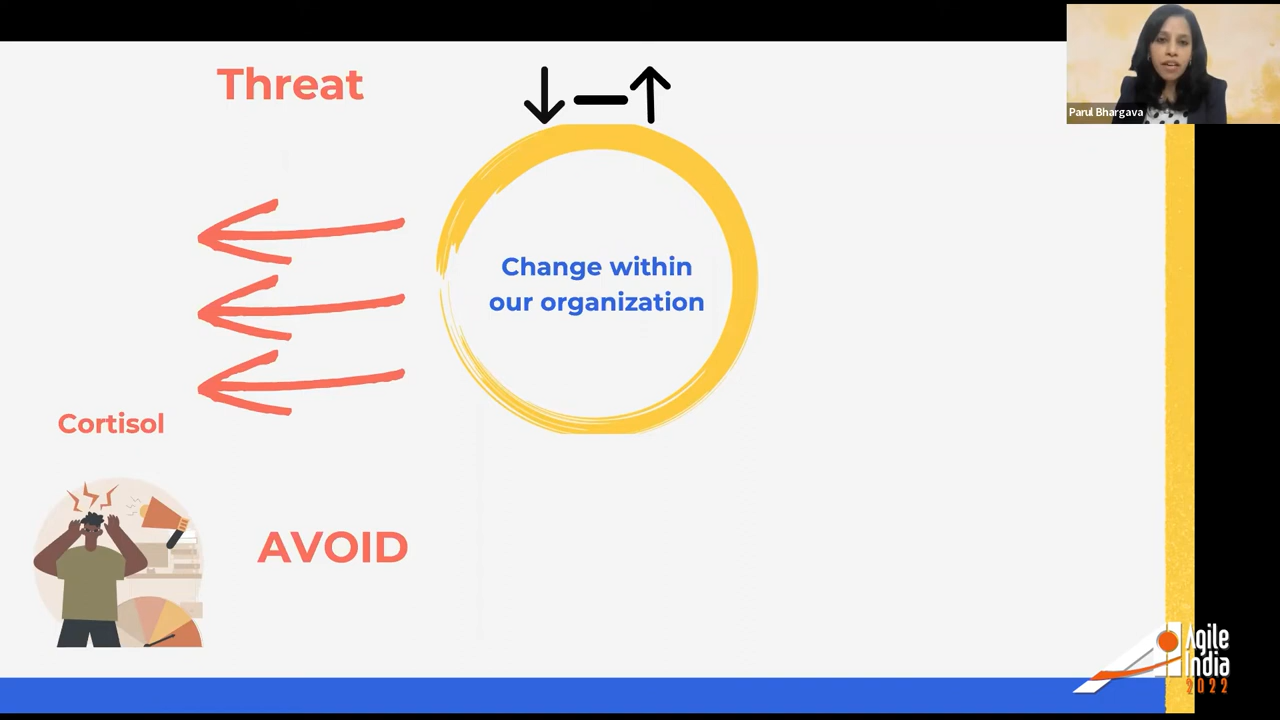 Threat
Parul Bhargava
Change within
our organization
Cortisol
AVOID
Agile
India
2022